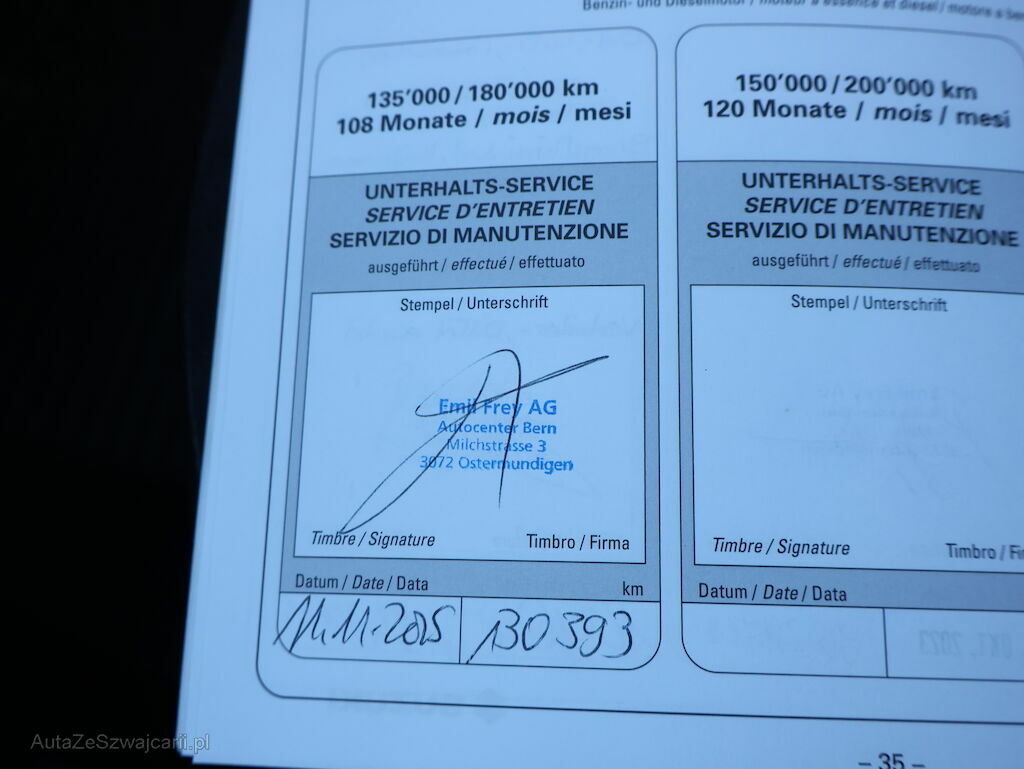 Benzin- und Dieselmotor / moteur à essence et diesel / motore a be
135'000 / 180'000 km
108 Monate / mois / mesi
UNTERHALTS-SERVICE
SERVICE D'ENTRETIEN
SERVIZIO DI MANUTENZIONE
ausgeführt / effectué / effettuato
Stempel / Unterschrift
Emil Frey AG
Autocenter Bern
Milchstrasse 3
3072 Ostermundigen
Timbre / Signature Timbro / Firma
Datum / Date / Data km
11.11.2025 130393
150'000 / 200'000 km
120 Monate / mois / mesi
UNTERHALTS-SERVICE
SERVICE D'ENTRETIEN
SERVIZIO DI MANUTENZIONE
ausgeführt / effectué / effettuato
Stempel / Unterschrift
Timbre / Signature Timbro / Fi
Datum / Date / Data
– 35 –
AutaZeSzwajcarii.pl